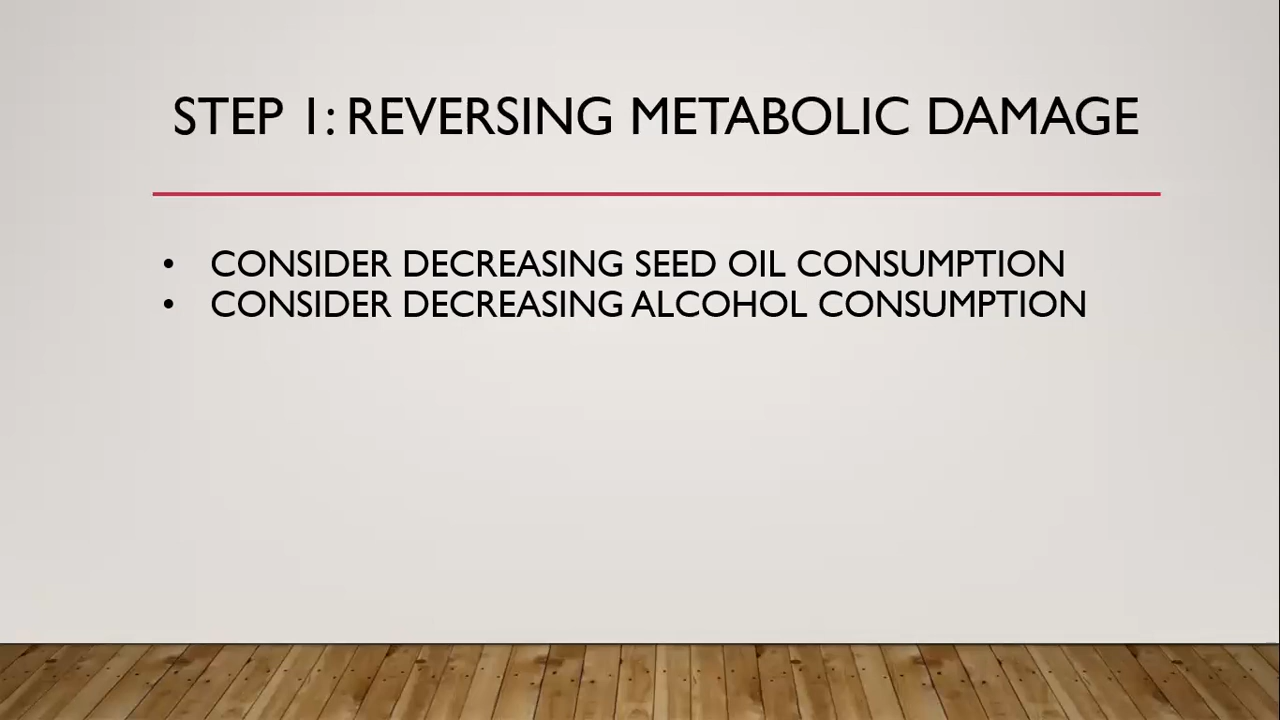 STEP 1: REVERSING METABOLIC DAMAGE
• CONSIDER DECREASING SEED OIL CONSUMPTION
• CONSIDER DECREASING ALCOHOL CONSUMPTION